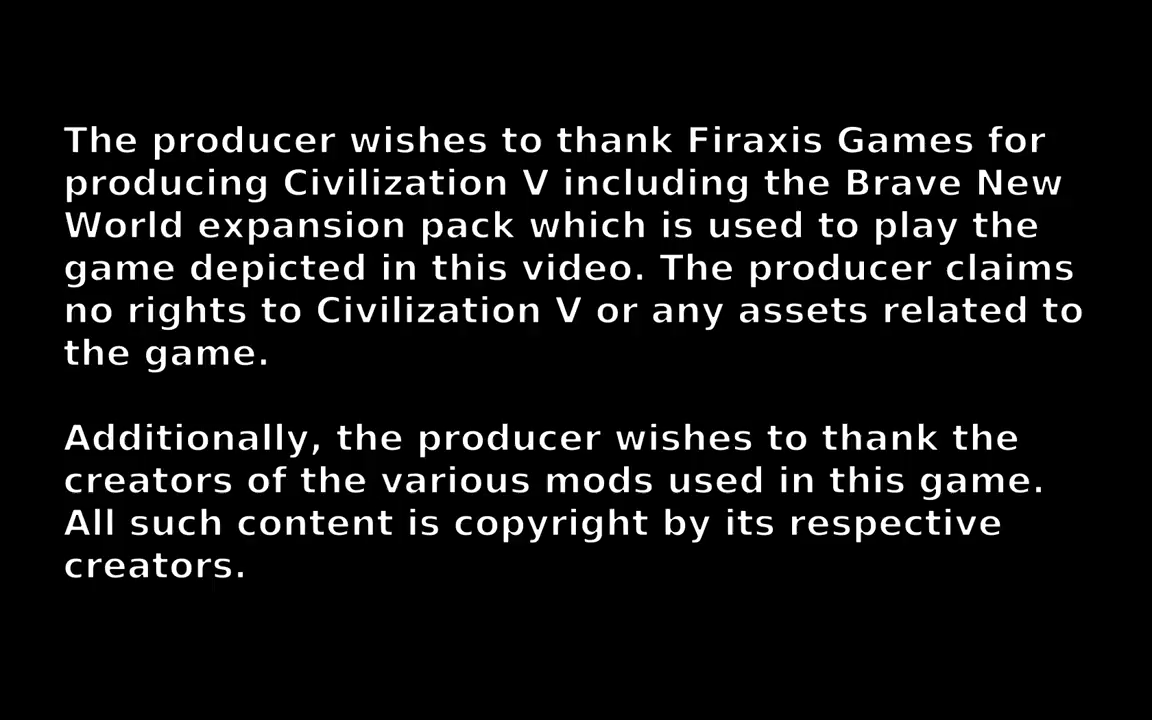 The producer wishes to thank Firaxis Games for
producing Civilization V including the Brave New
World expansion pack which is used to play the
game depicted in this video. The producer claims
no rights to Civilization V or any assets related to
the game.
Additionally, the producer wishes to thank the
creators of the various mods used in this game.
All such content is copyright by its respective
creators.